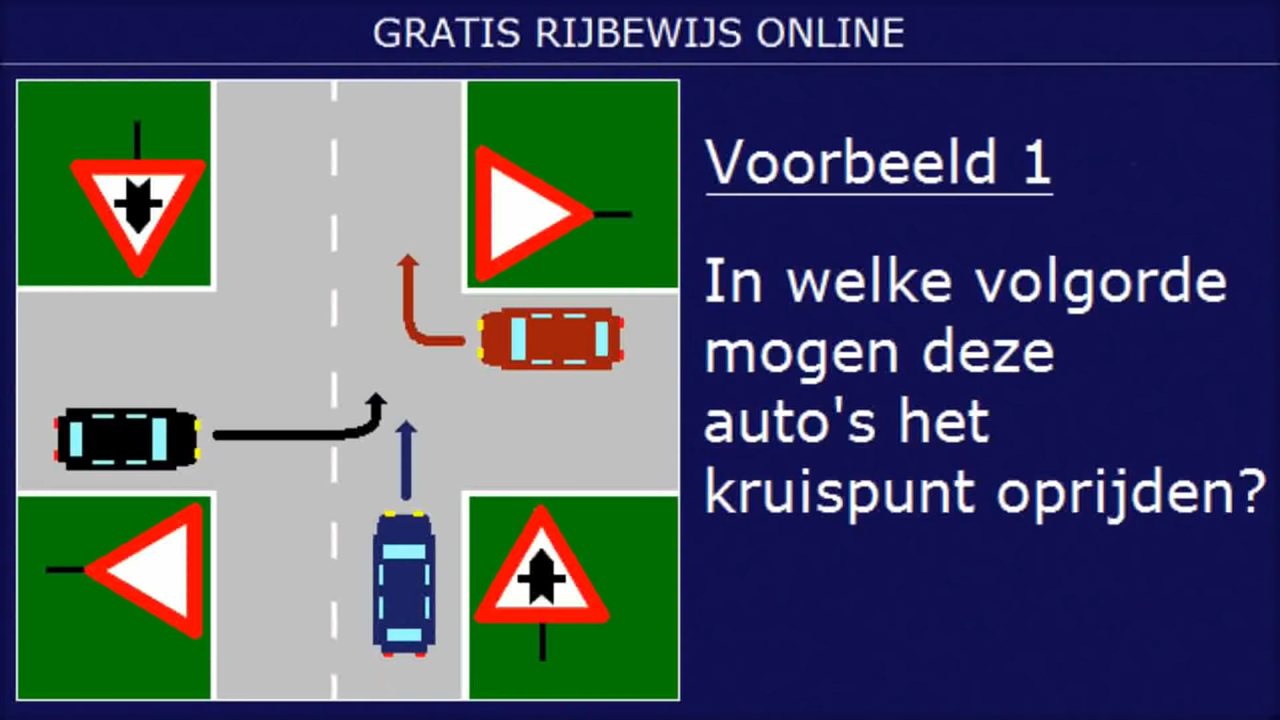 GRATIS RIJBEWIJS ONLINE
Voorbeeld 1
In welke volgorde
mogen deze
auto's het
kruispunt oprijden?